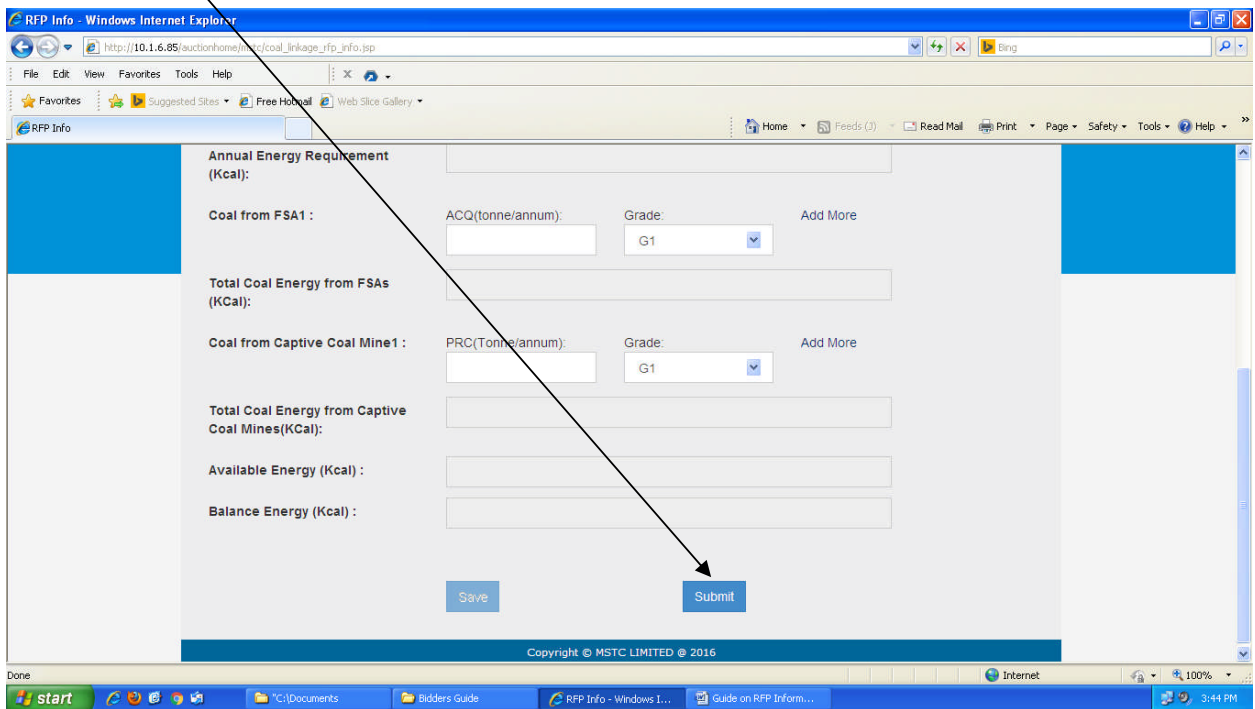 RFP Info - Windows Internet Explorer
http://10.1.6.85/auctionhome/mstc/coal_linkage_rfp_info.jsp
Bing
File Edit View Favorites Tools Help
X
Favorites Suggested Sites Free Hotmail Web Slice Gallery
RFP Info
Home Feeds (J) Read Mail Print Page Safety Tools Help »
Annual Energy Requirement
(Kcal):
Coal from FSA1 : ACQ(tonne/annum): Grade: Add More
G1
Total Coal Energy from FSAs
(KCal):
Coal from Captive Coal Mine1 : PRC(Tonne/annum): Grade: Add More
G1
Total Coal Energy from Captive
Coal Mines(KCal):
Available Energy (Kcal) :
Balance Energy (Kcal) :
Save Submit
Copyright © MSTC LIMITED @ 2016
Done Internet 100%
start "C:\Documents Bidders Guide RFP Info - Windows I... Guide on RFP Inform... 3:44 PM